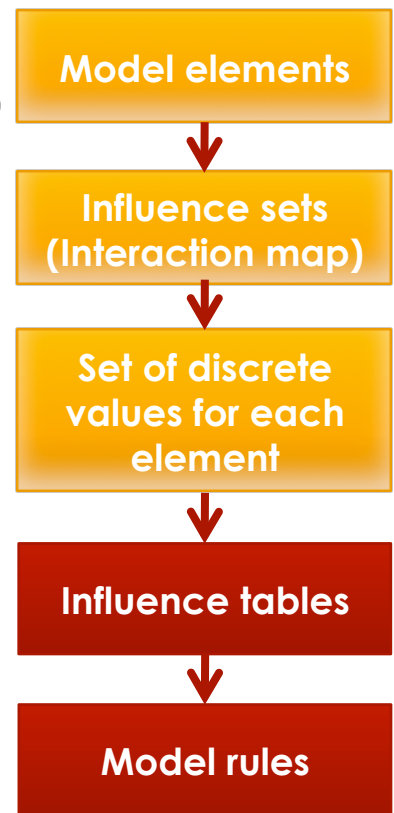 Model elements
Influence sets
(Interaction map)
Set of discrete
values for each
element
Influence tables
Model rules